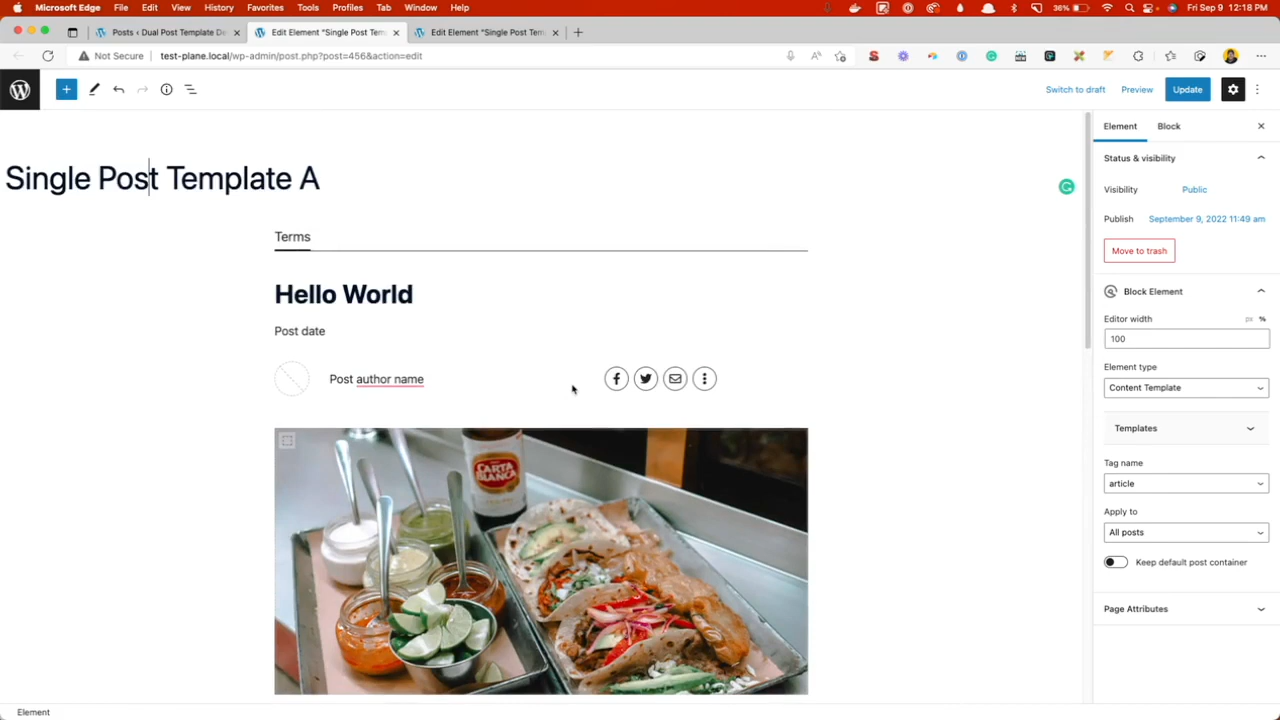 Microsoft Edge File Edit View History Favorites Tools Profiles Tab Window Help 36% Fri Sep 9 12:18 PM
Posts ‹ Dual Post Template De Edit Element “Single Post Tem Edit Element “Single Post Tem
Not Secure test-plane.local/wp-admin/post.php?post=456&action=edit
Switch to draft Preview Update
Single Post Template A
Terms
Hello World
Post date
Post author name
CARTA
BLANCA
Element Block
Status & visibility
Visibility Public
Publish September 9, 2022 11:49 am
Move to trash
Block Element
Editor width px %
100
Element type
Content Template
Templates
Tag name
article
Apply to
All posts
Keep default post container
Page Attributes
Element